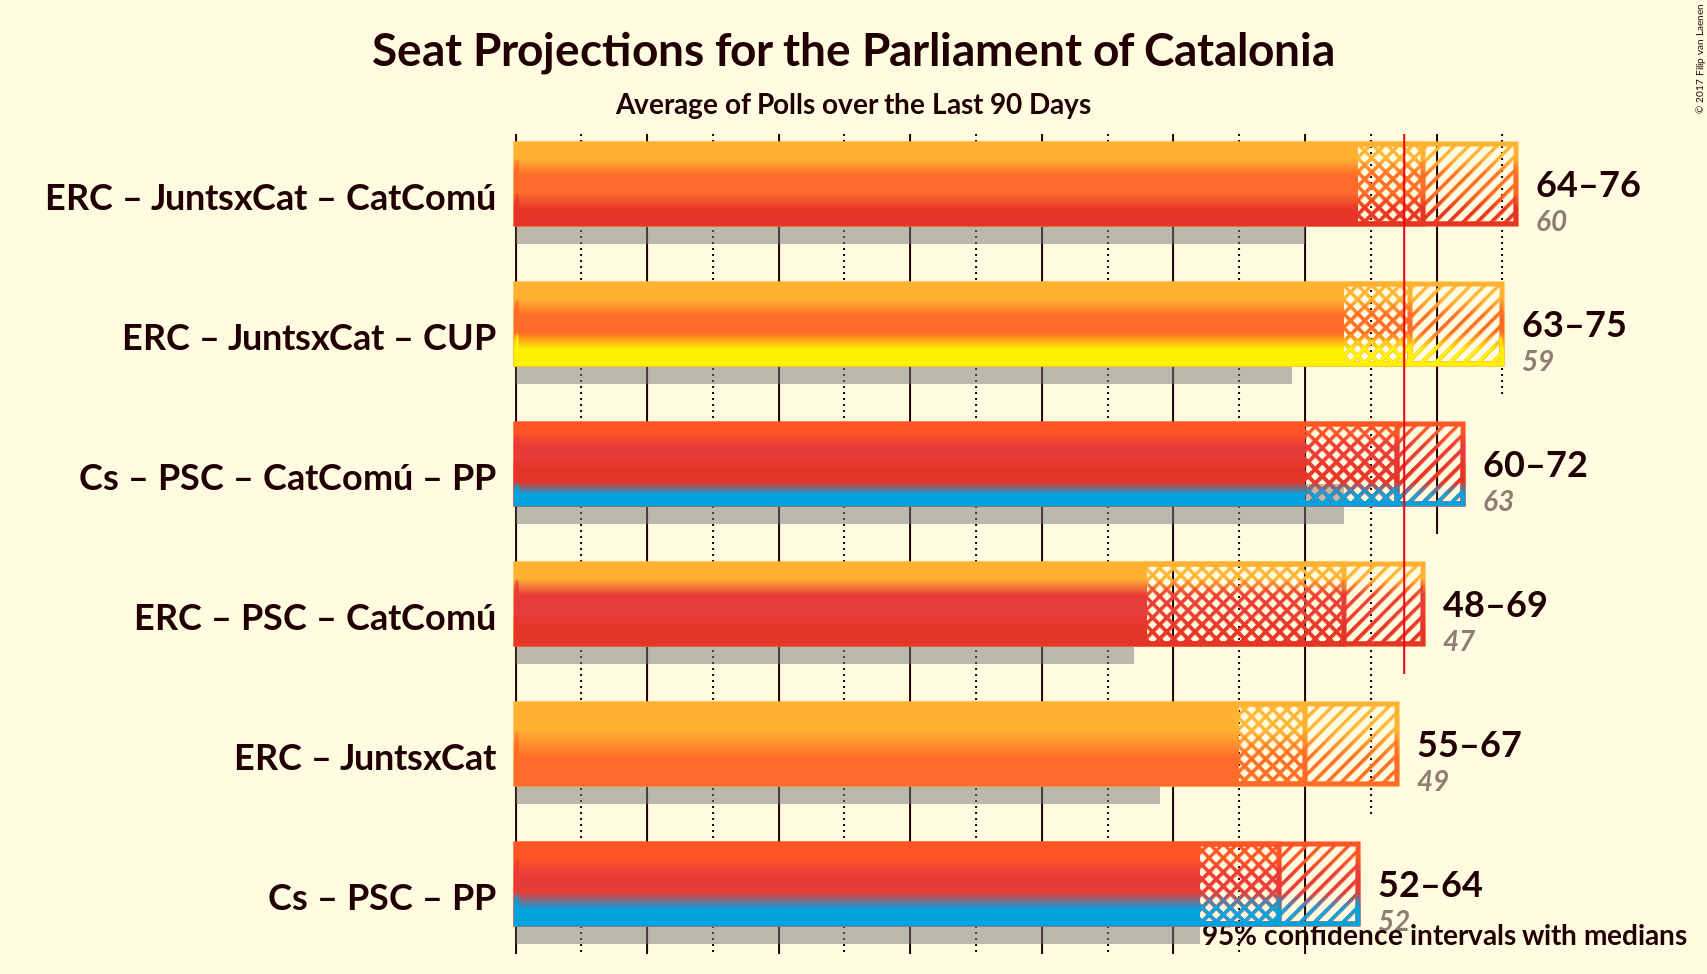 Seat Projections for the Parliament of Catalonia
Average of Polls over the Last 90 Days
© 2017 Filip van Laenen
ERC – JuntsxCat – CatComú
64–76
60
ERC – JuntsxCat – CUP
63–75
59
Cs – PSC – CatComú – PP
60–72
63
ERC – PSC – CatComú
48–69
47
ERC – JuntsxCat
55–67
49
Cs – PSC – PP
52–64
52
95% confidence intervals with medians